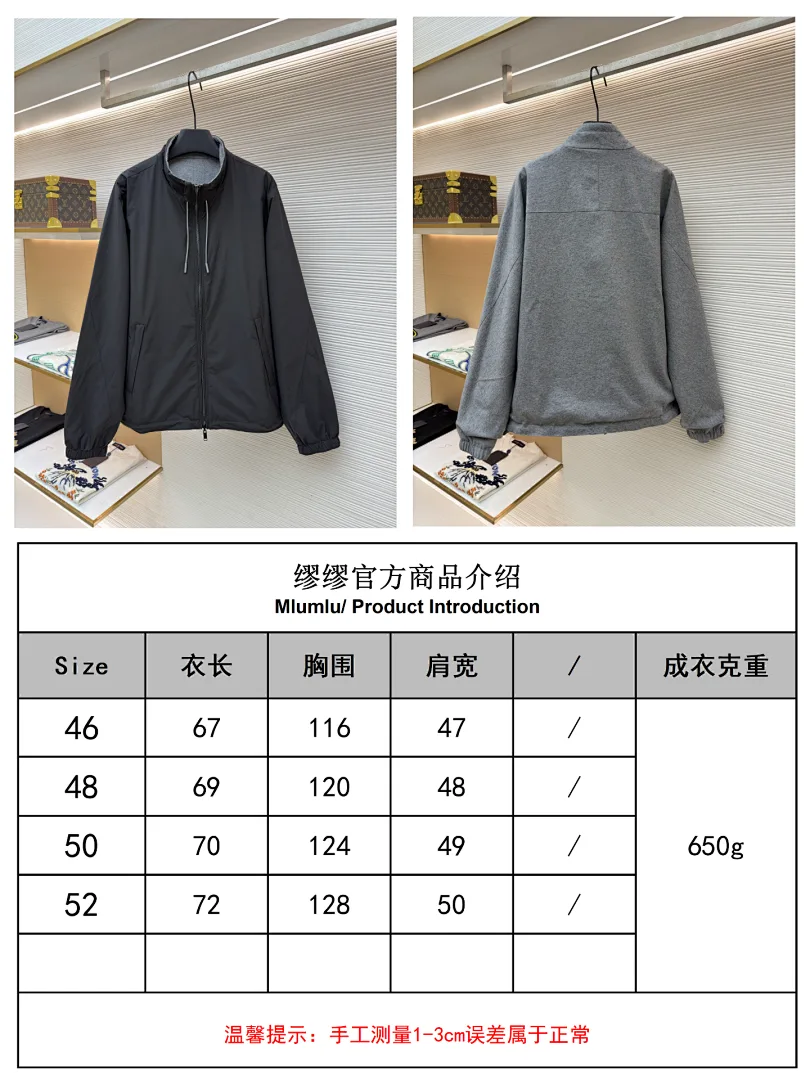 缪缪官方商品介绍
Mlumlu/ Product Introduction
Size 衣长 胸围 肩宽 / 成衣克重
46 67 116 47 /
48 69 120 48 /
650g
50 70 124 49 /
52 72 128 50 /
温馨提示：手工测量1-3cm误差属于正常